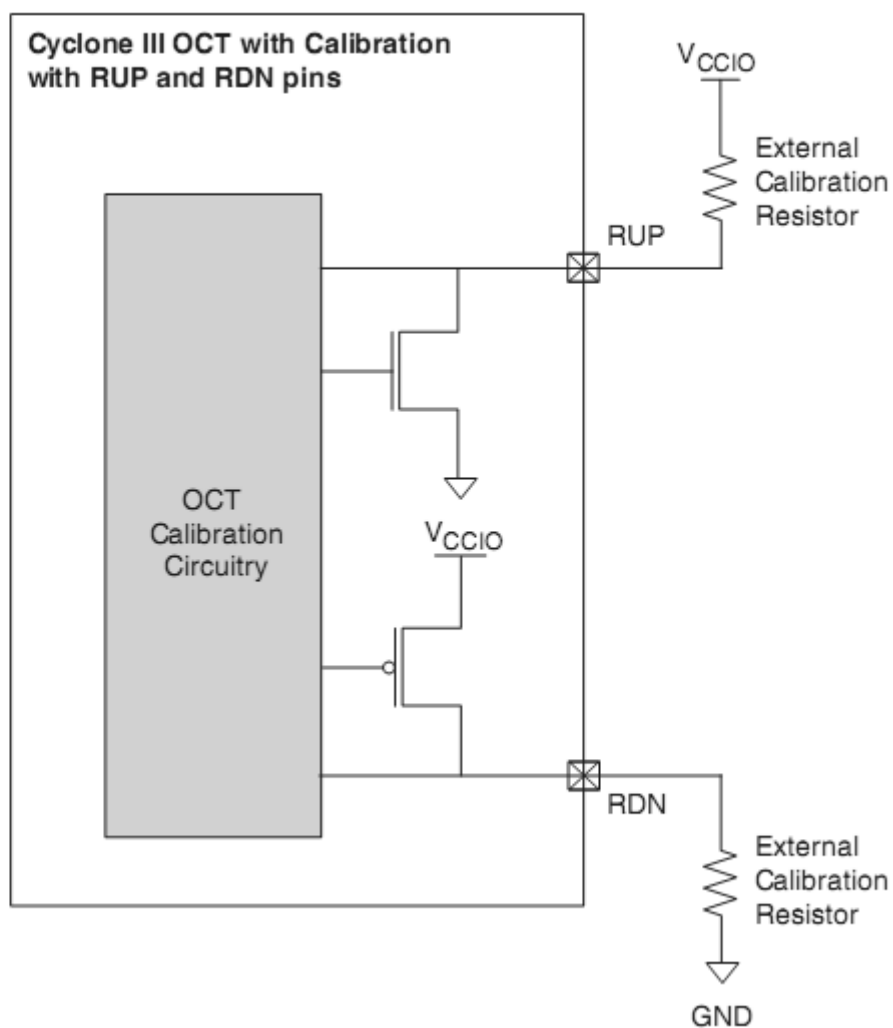 Cyclone III OCT with Calibration
with RUP and RDN pins
VCCIO
External
Calibration
Resistor
RUP
OCT
Calibration
Circuitry
VCCIO
RDN
External
Calibration
Resistor
GND